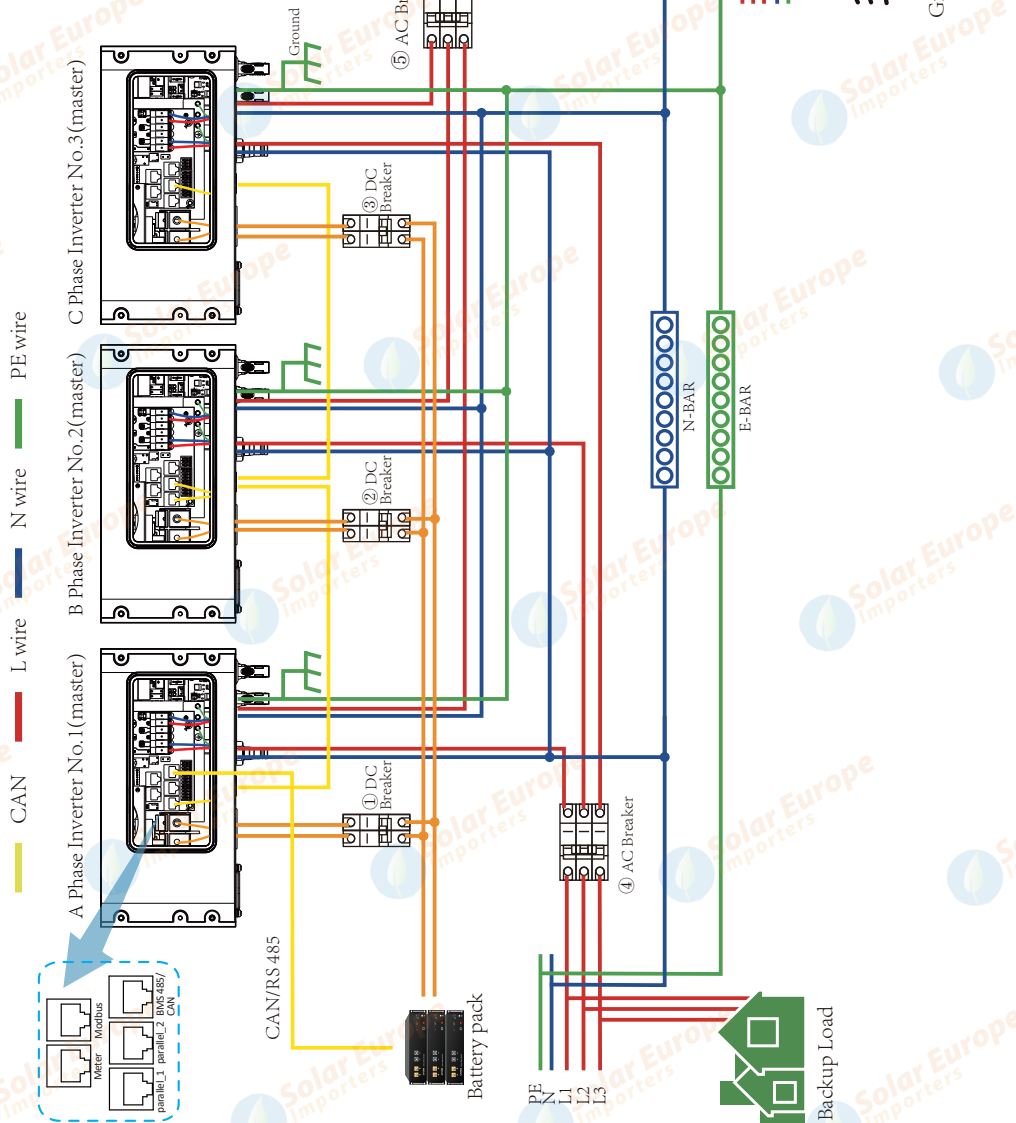 CAN
L wire
N wire
PE wire
A Phase Inverter No.1(master)
B Phase Inverter No.2(master)
C Phase Inverter No.3(master)
Ground
Meter
Modbus
parallel_1
parallel_2
BMS 485/
CAN
CAN/RS 485
Battery pack
① DC
Breaker
② DC
Breaker
③ DC
Breaker
④ AC Breaker
⑤ AC Br
N-BAR
E-BAR
PE
N
L1
L2
L3
Backup Load
Solar Europe
Importers